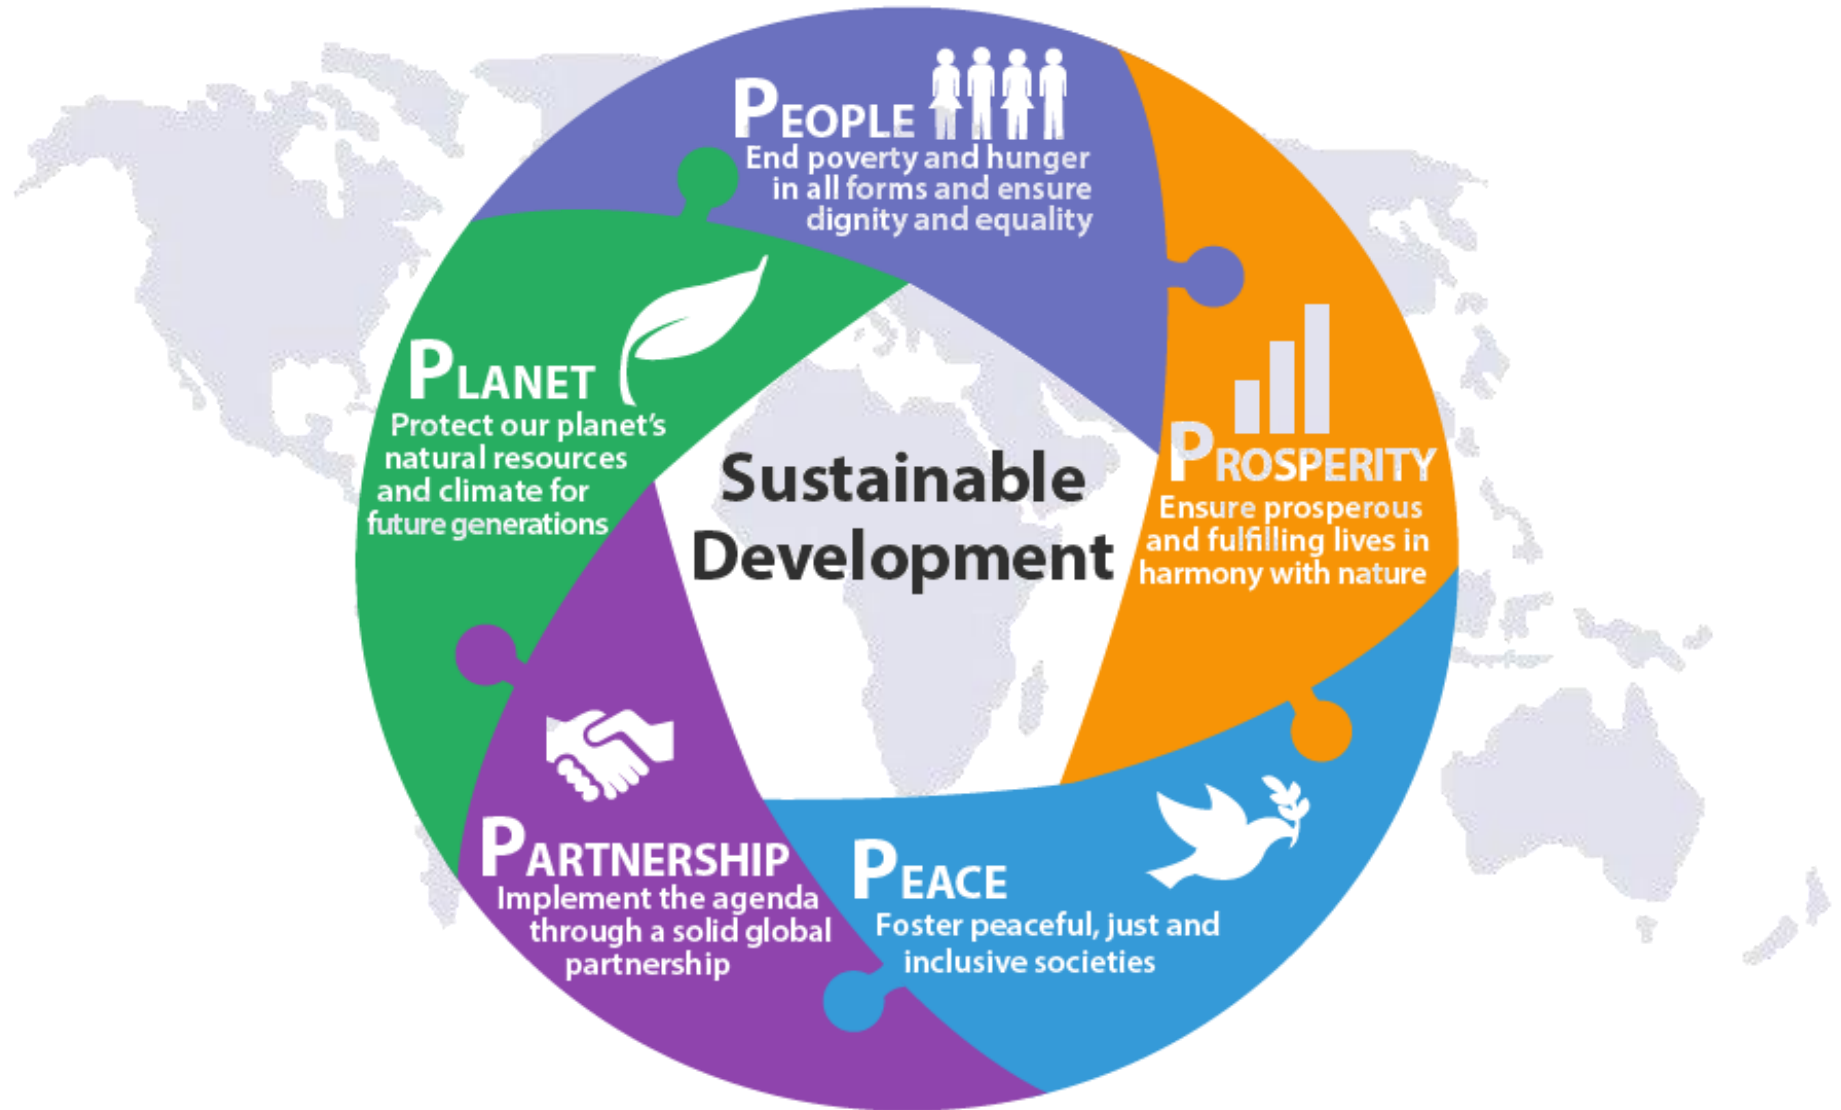 PEOPLE
End poverty and hunger
in all forms and ensure
dignity and equality
PROSPERITY
Ensure prosperous
and fulfilling lives in
harmony with nature
PEACE
Foster peaceful, just and
inclusive societies
PARTNERSHIP
Implement the agenda
through a solid global
partnership
PLANET
Protect our planet's
natural resources
and climate for
future generations
Sustainable
Development